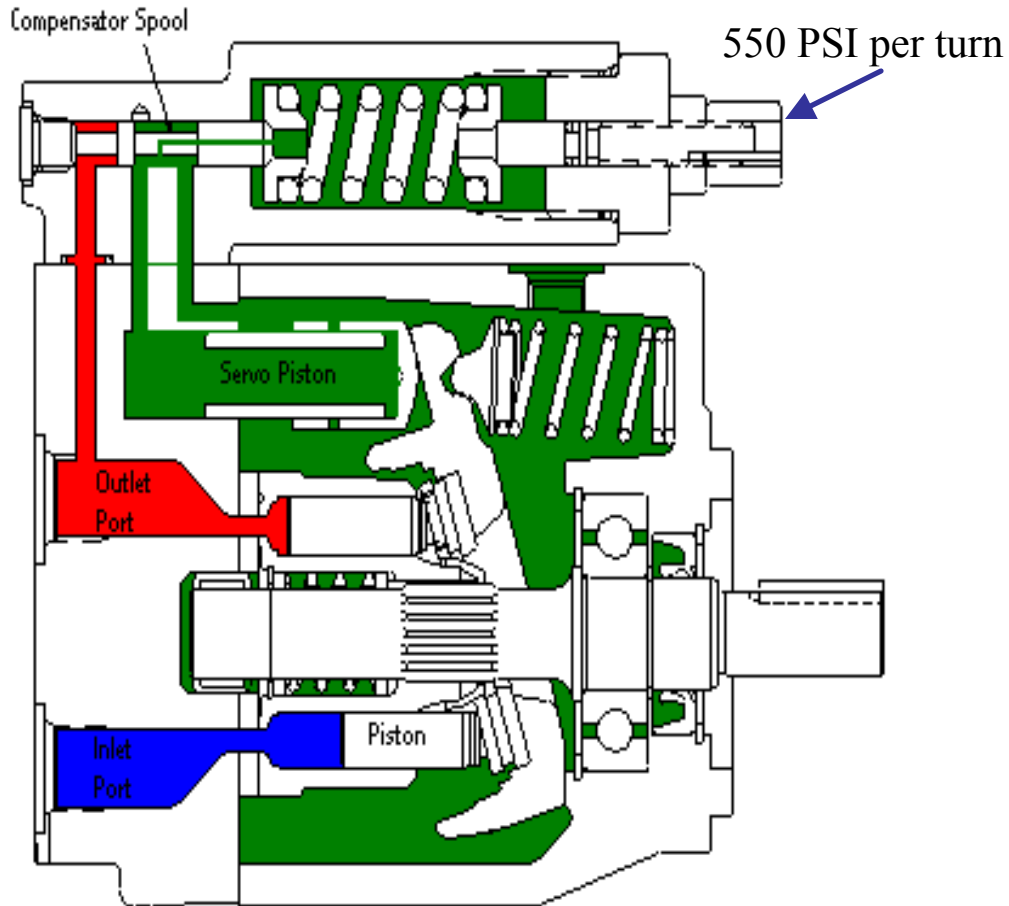 Compensator Spool
550 PSI per turn
Servo Piston
Outlet
Port
Piston
Inlet
Port